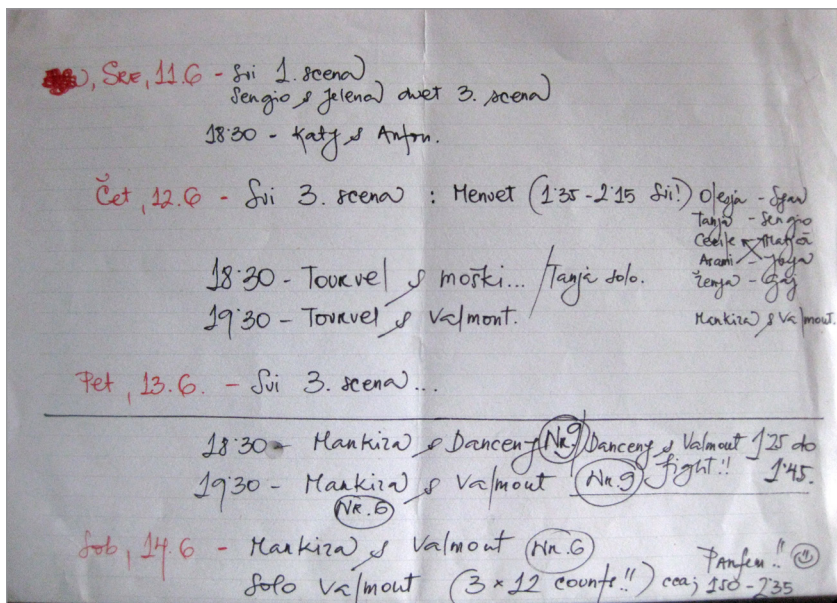 , SRE, 11.6 - Svi 1. scena
Sergio & Jelena duet 3. scena
18:30 - Katy & Anton.
Čet, 12.6 - Svi 3. scena : Menuet (1:35 - 2:15 Svi!)
Olesja -
Tanja - Sergio
Cecile Matjaž
Asami
Ženja - Gaj
Markiza & Valmont.
18:30 - Tourvel & moški... / Tanja solo.
19:30 - Tourvel & Valmont.
Pet, 13.6. - Svi 3. scena...
18:30 - Markiza & Danceny Nr.9 / Danceny & Valmont 1'25 do
19:30 - Markiza & Valmont Nr.9 fight!! 1'45.
Nr.6
Sob, 14.6 - Markiza & Valmont Nr.6
Solo Valmont (3 x 12 counts!!) cca; 1'50 - 2'35